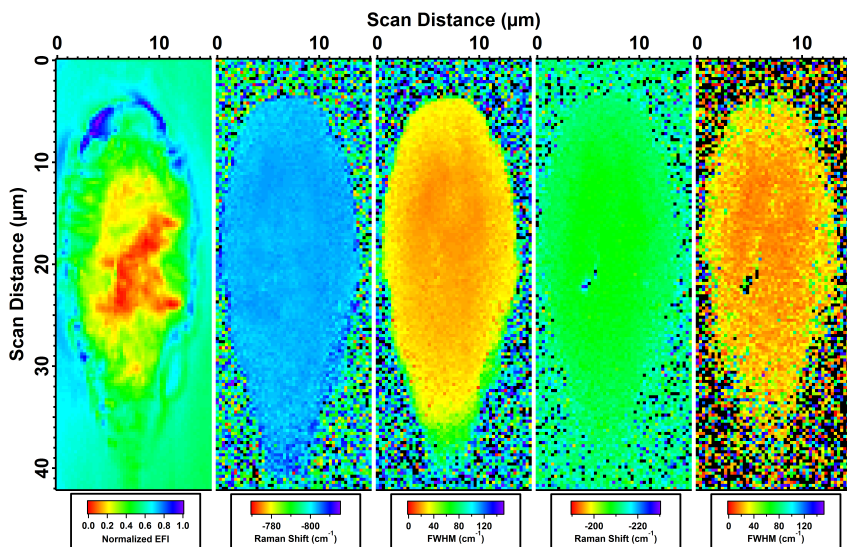 Scan Distance (µm)
0 10 0 10 0 10 0 10 0 10
Scan Distance (µm)
0
10
20
30
40
0.0 0.2 0.4 0.6 0.8 1.0
Normalized EFI
-780 -800
Raman Shift (cm⁻¹)
0 40 80 120
FWHM (cm⁻¹)
-200 -220
Raman Shift (cm⁻¹)
0 40 80 120
FWHM (cm⁻¹)